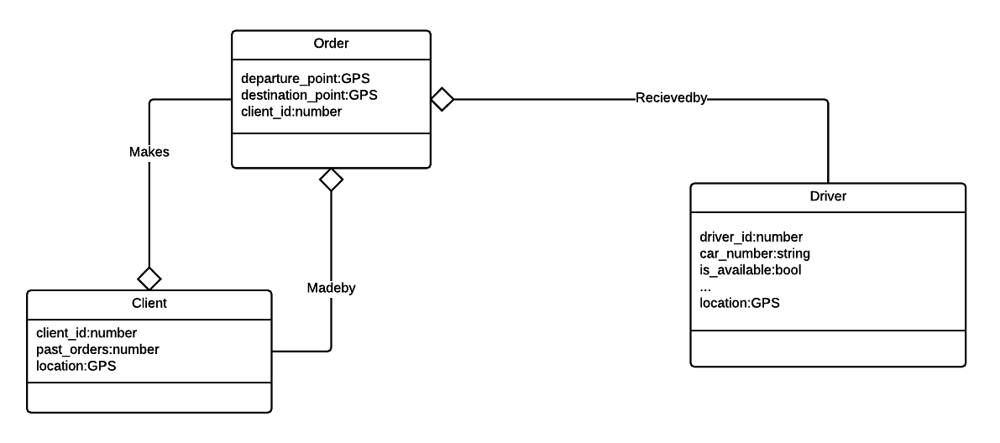 Order
departure_point:GPS
destination_point:GPS
client_id:number
Recievedby
Makes
Driver
driver_id:number
car_number:string
is_available:bool
...
location:GPS
Madeby
Client
client_id:number
past_orders:number
location:GPS